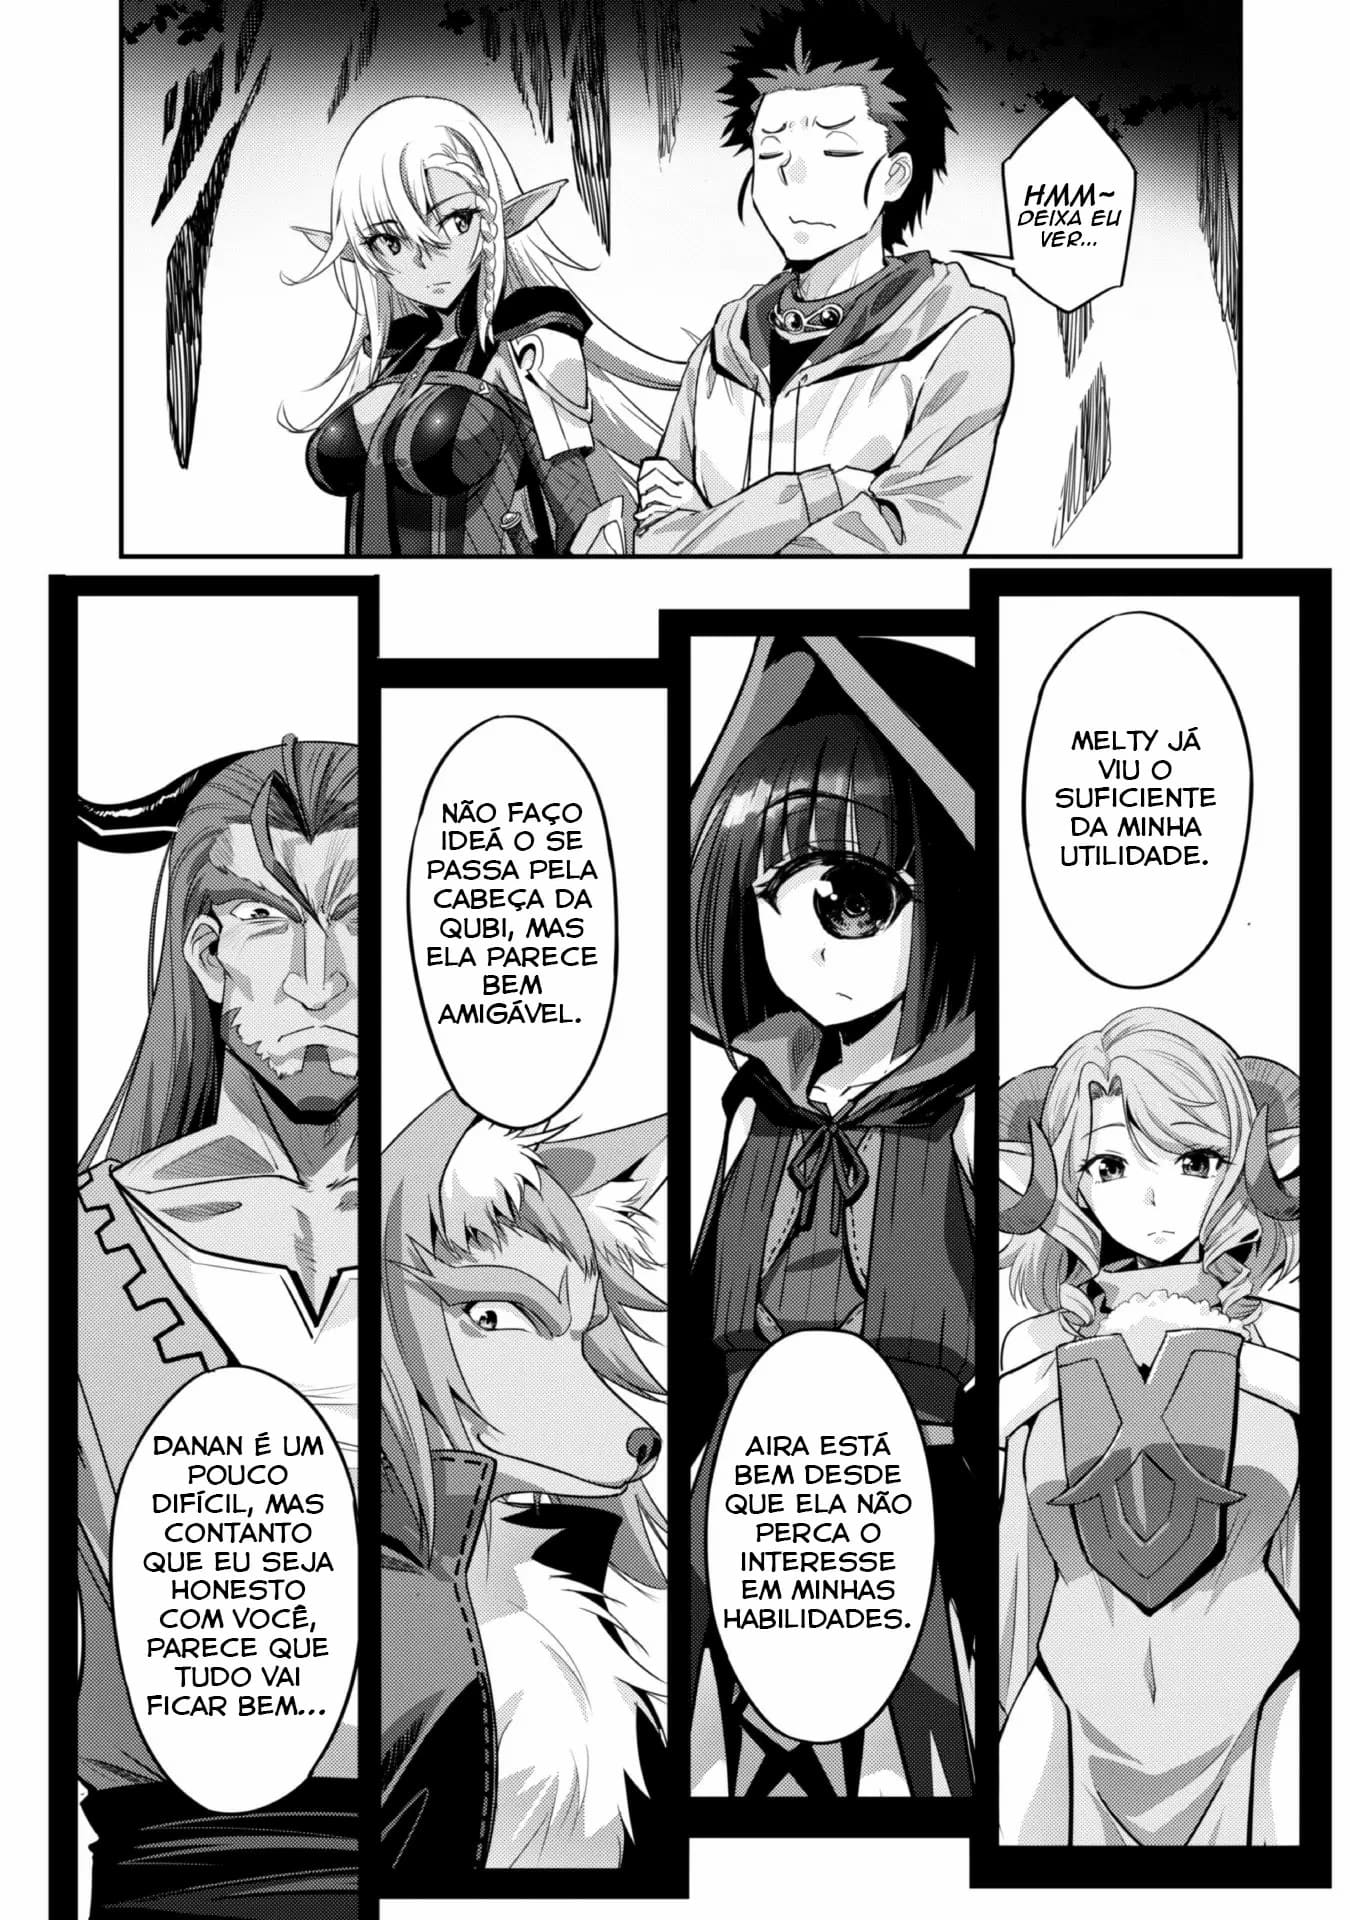 HMM~
DEIXA EU
VER...
MELTY JÁ
VIU O
SUFICIENTE
DA MINHA
UTILIDADE.
AIRA ESTÁ
BEM DESDE
QUE ELA NÃO
PERCA O
INTERESSE
EM MINHAS
HABILIDADES.
NÃO FAÇO
IDEÁ O SE
PASSA PELA
CABEÇA DA
QUBI, MAS
ELA PARECE
BEM
AMIGÁVEL.
DANAN É UM
POUCO
DIFÍCIL, MAS
CONTANTO
QUE EU SEJA
HONESTO
COM VOCÊ,
PARECE QUE
TUDO VAI
FICAR BEM...